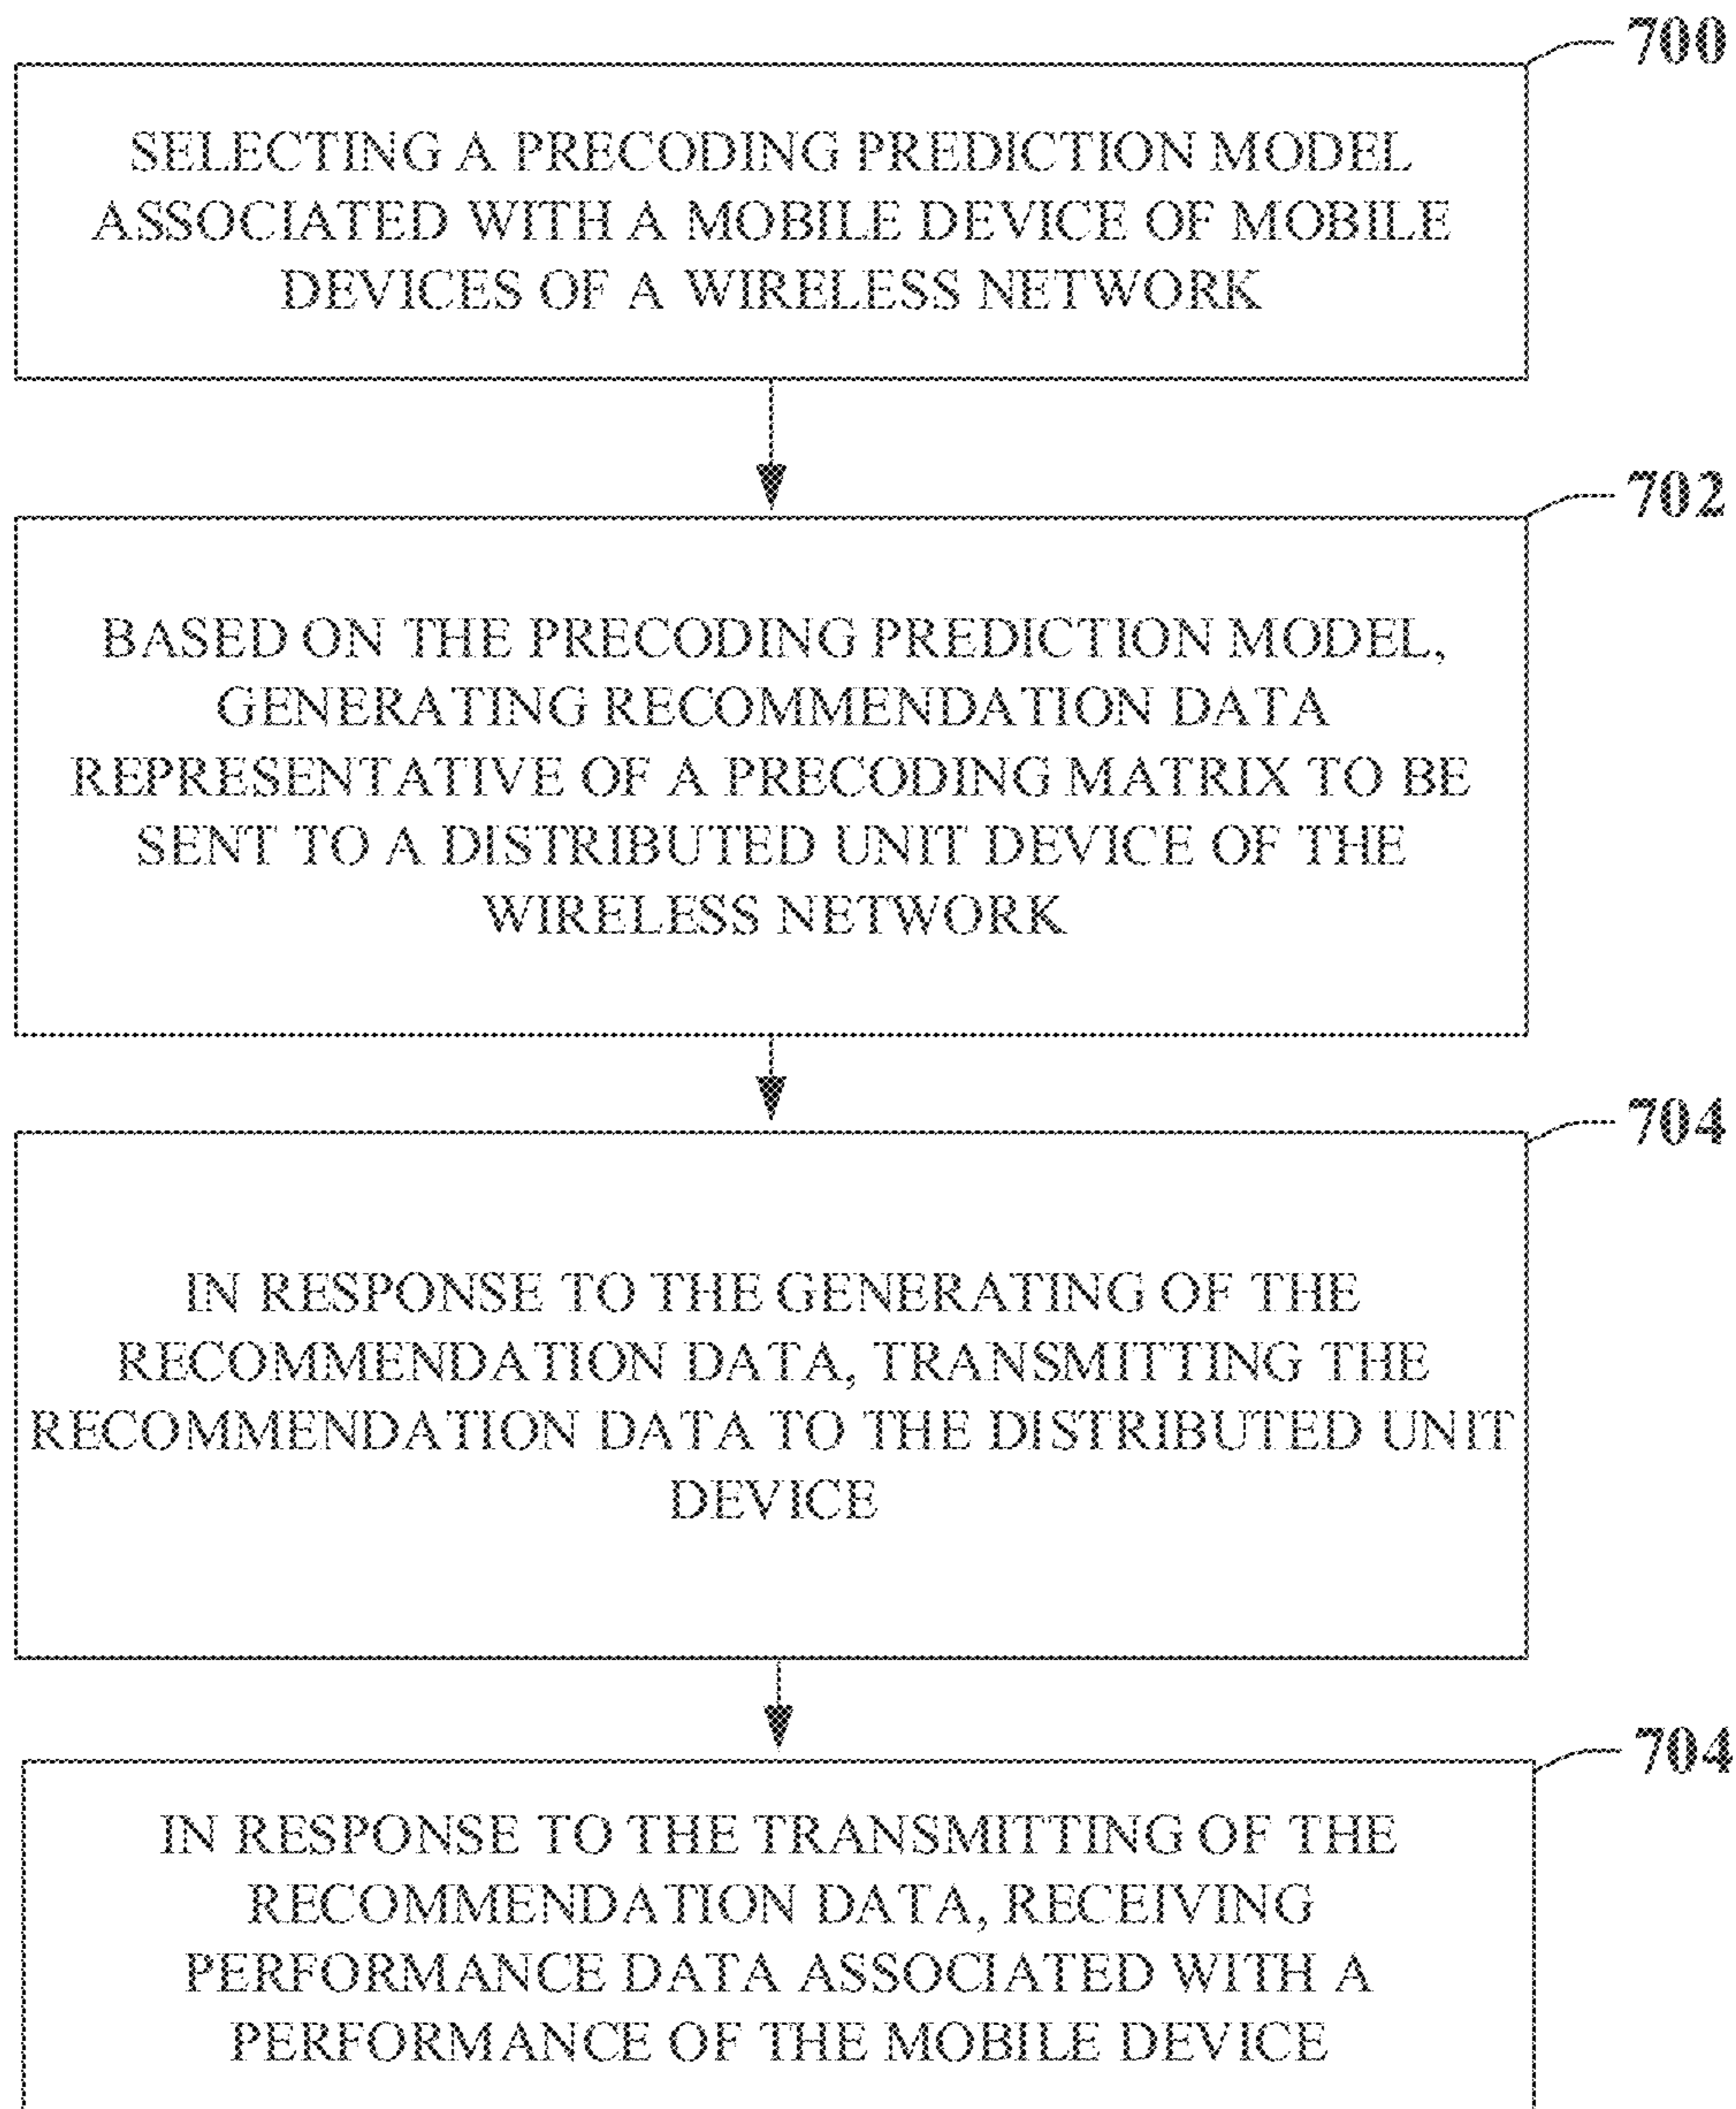 700
SELECTING A PRECODING PREDICTION MODEL
ASSOCIATED WITH A MOBILE DEVICE OF MOBILE
DEVICES OF A WIRELESS NETWORK
702
BASED ON THE PRECODING PREDICTION MODEL,
GENERATING RECOMMENDATION DATA
REPRESENTATIVE OF A PRECODING MATRIX TO BE
SENT TO A DISTRIBUTED UNIT DEVICE OF THE
WIRELESS NETWORK
704
IN RESPONSE TO THE GENERATING OF THE
RECOMMENDATION DATA, TRANSMITTING THE
RECOMMENDATION DATA TO THE DISTRIBUTED UNIT
DEVICE
704
IN RESPONSE TO THE TRANSMITTING OF THE
RECOMMENDATION DATA, RECEIVING
PERFORMANCE DATA ASSOCIATED WITH A
PERFORMANCE OF THE MOBILE DEVICE